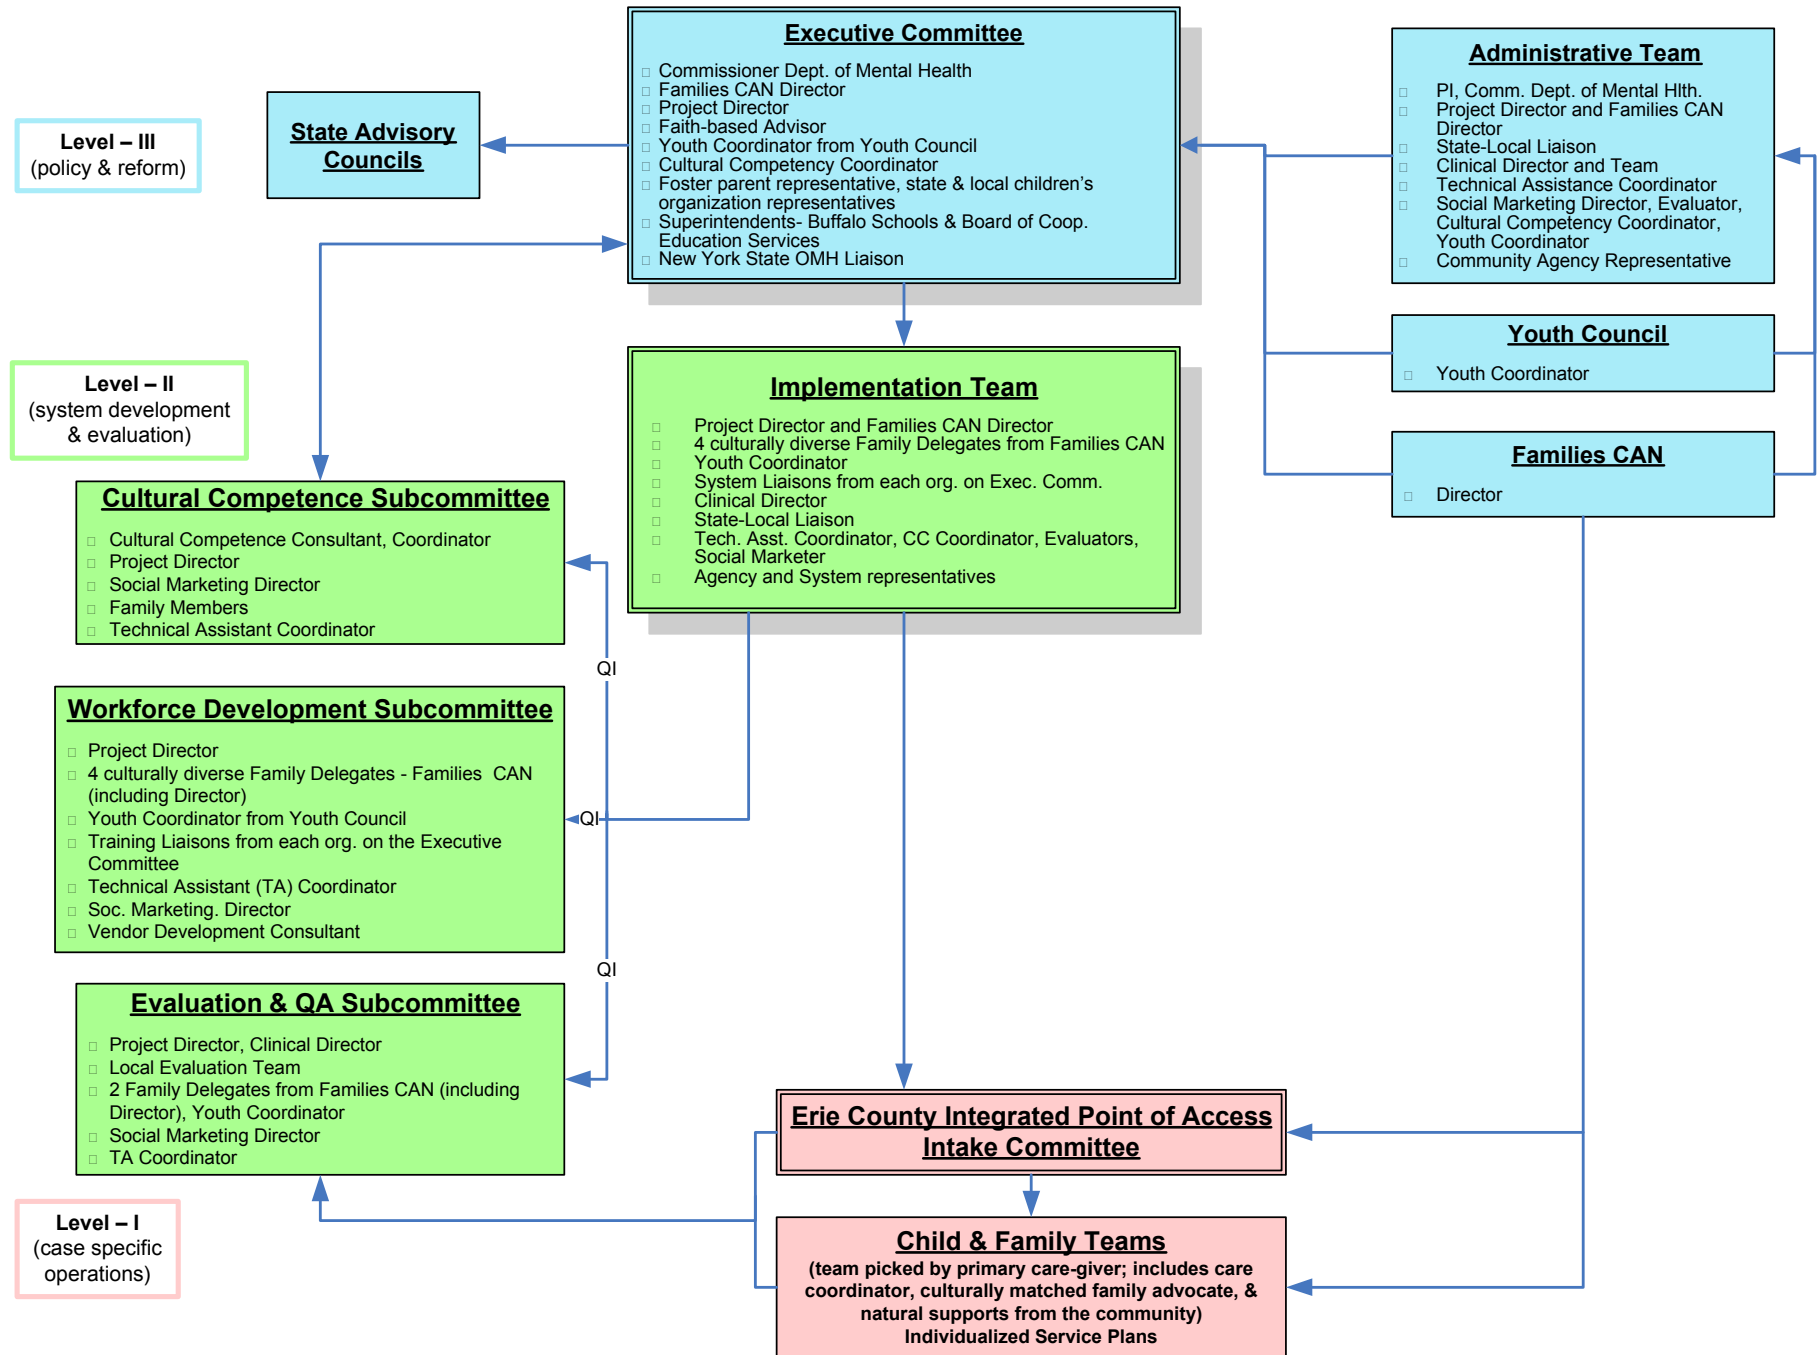 Executive Committee
Commissioner Dept. of Mental Health
Families CAN Director
Project Director
Faith-based Advisor
Youth Coordinator from Youth Council
Cultural Competency Coordinator
Foster parent representative, state & local children's
organization representatives
Superintendents- Buffalo Schools & Board of Coop.
Education Services
New York State OMH Liaison
Administrative Team
PI, Comm. Dept. of Mental Hlth.
Project Director and Families CAN
Director
State-Local Liaison
Clinical Director and Team
Technical Assistance Coordinator
Social Marketing Director, Evaluator,
Cultural Competency Coordinator,
Youth Coordinator
Community Agency Representative
State Advisory
Councils
Level – III
(policy & reform)
Youth Council
Youth Coordinator
Families CAN
Director
Level – II
(system development
& evaluation)
Implementation Team
Project Director and Families CAN Director
4 culturally diverse Family Delegates from Families CAN
Youth Coordinator
System Liaisons from each org. on Exec. Comm.
Clinical Director
State-Local Liaison
Tech. Asst. Coordinator, CC Coordinator, Evaluators,
Social Marketer
Agency and System representatives
Cultural Competence Subcommittee
Cultural Competence Consultant, Coordinator
Project Director
Social Marketing Director
Family Members
Technical Assistant Coordinator
QI
Workforce Development Subcommittee
Project Director
4 culturally diverse Family Delegates - Families CAN
(including Director)
Youth Coordinator from Youth Council
Training Liaisons from each org. on the Executive
Committee
Technical Assistant (TA) Coordinator
Soc. Marketing. Director
Vendor Development Consultant
QI
QI
Evaluation & QA Subcommittee
Project Director, Clinical Director
Local Evaluation Team
2 Family Delegates from Families CAN (including
Director), Youth Coordinator
Social Marketing Director
TA Coordinator
Erie County Integrated Point of Access
Intake Committee
Level – I
(case specific
operations)
Child & Family Teams
(team picked by primary care-giver; includes care
coordinator, culturally matched family advocate, &
natural supports from the community)
Individualized Service Plans